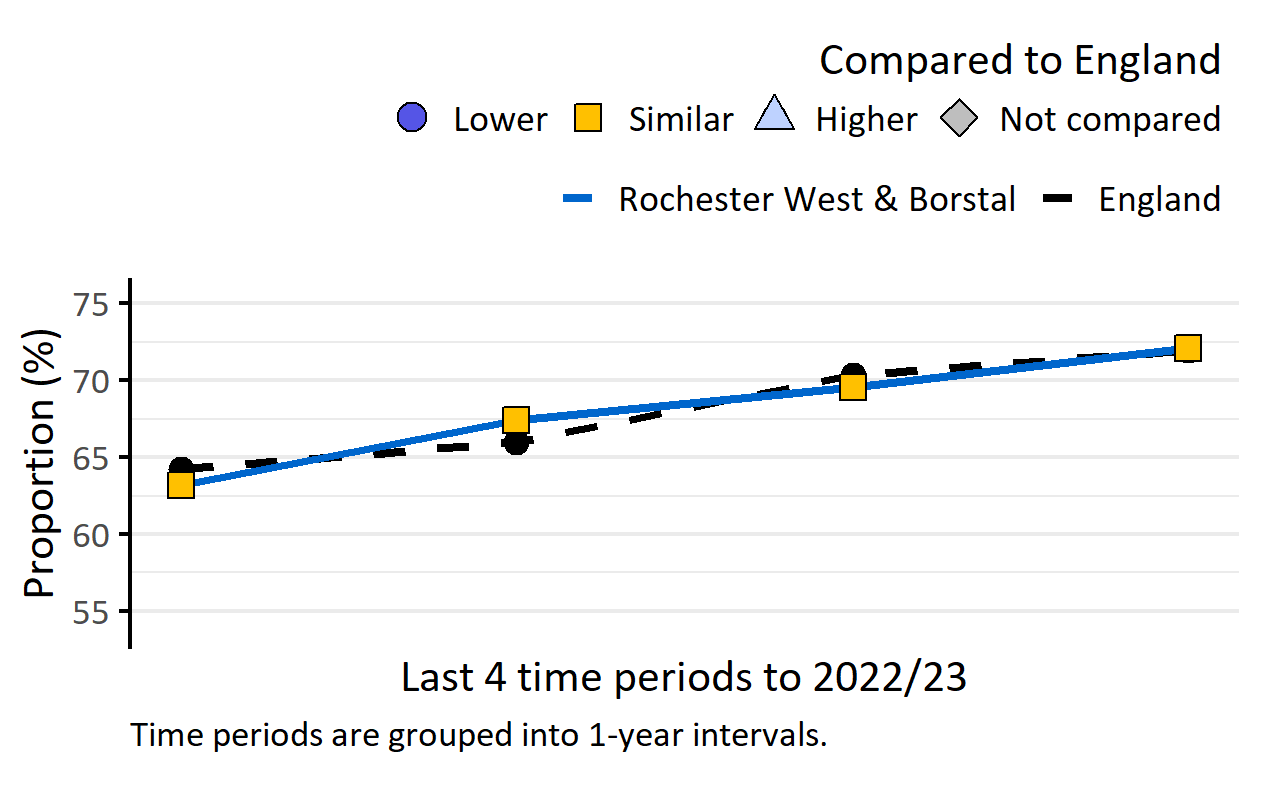 Compared to England
Lower Similar Higher Not compared
Rochester West & Borstal England
75
70
65
60
55
Proportion (%)
Last 4 time periods to 2022/23
Time periods are grouped into 1-year intervals.